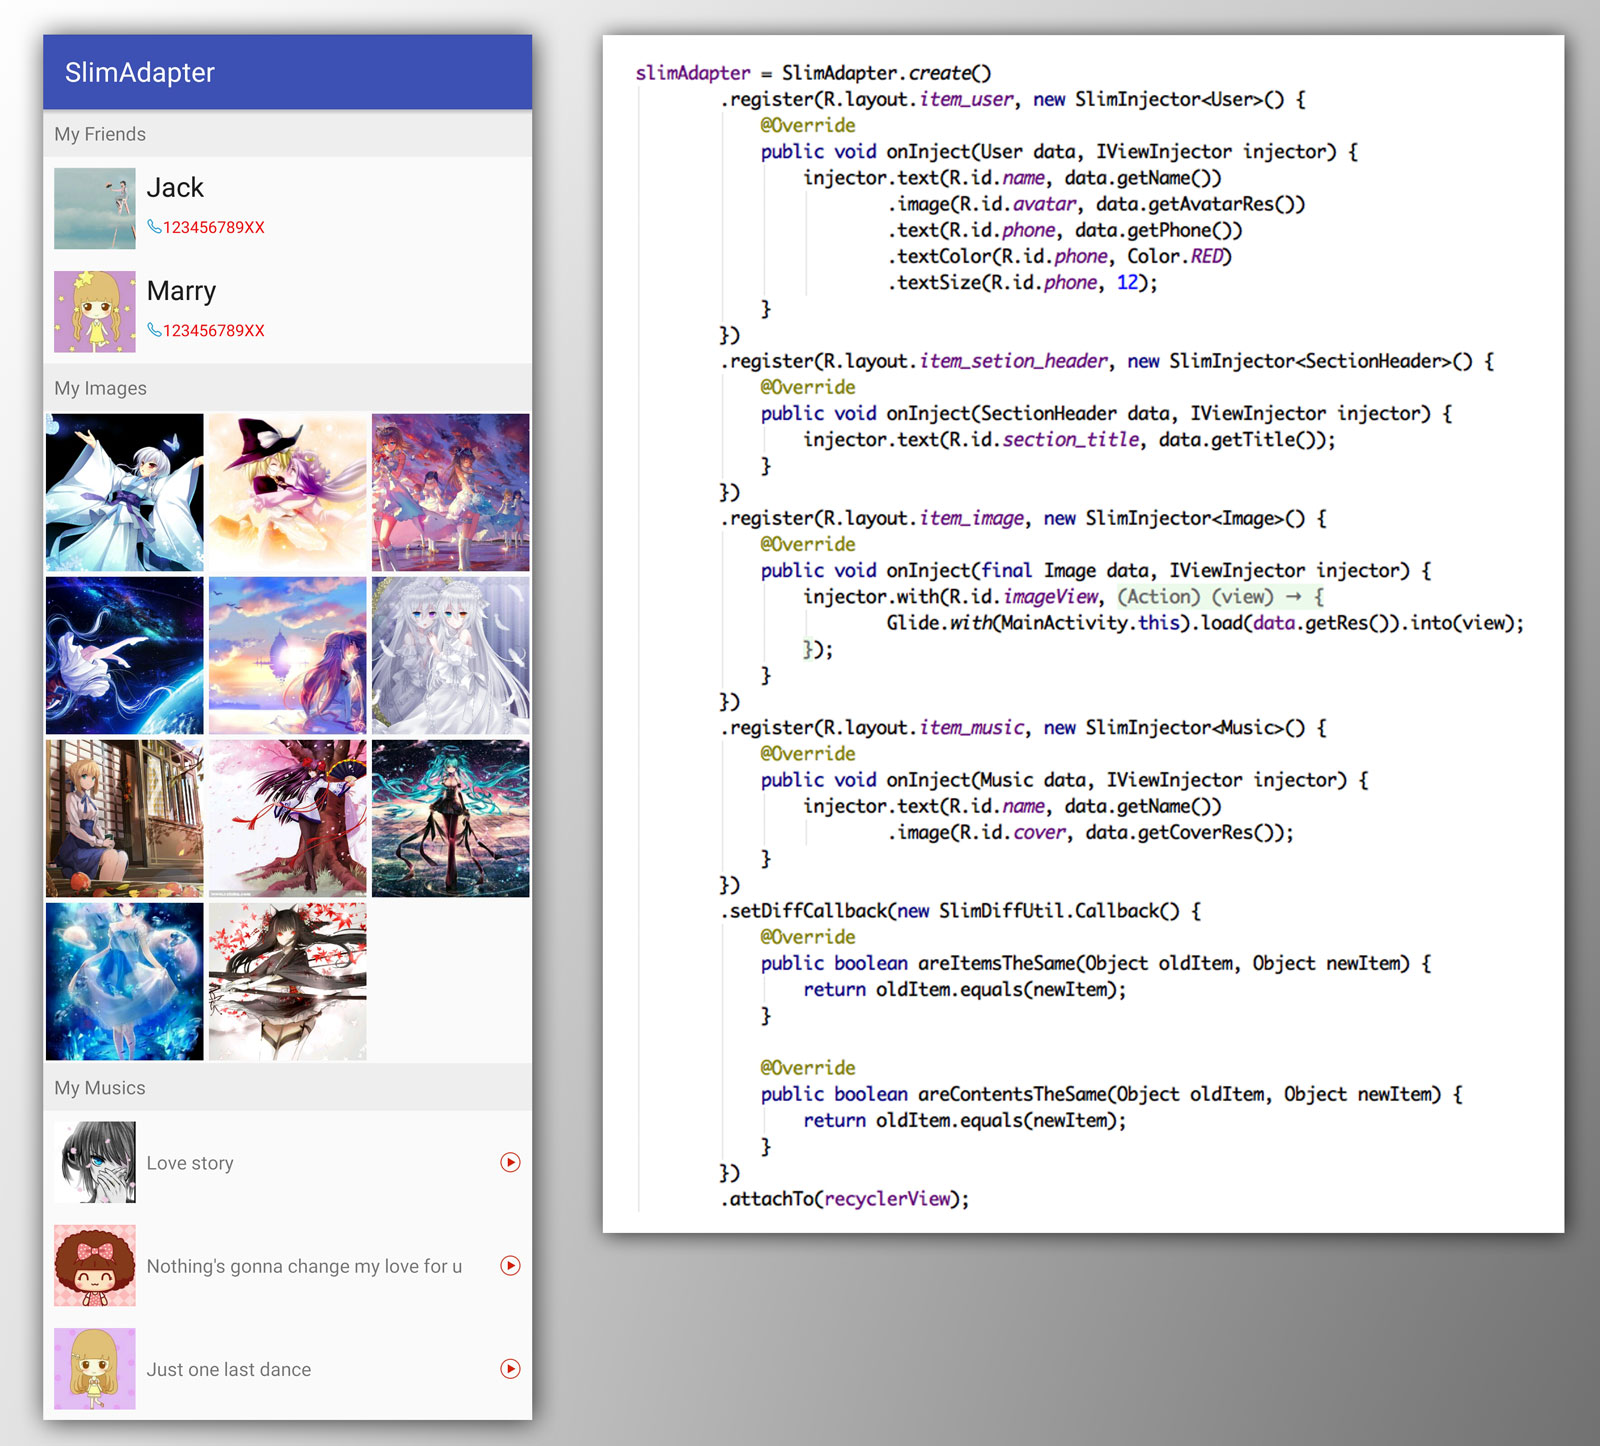 SlimAdapter
My Friends
Jack
123456789XX
Marry
123456789XX
My Images
My Musics
Love story
Nothing's gonna change my love for u
Just one last dance
slimAdapter = SlimAdapter.create()
.register(R.layout.item_user, new SlimInjector<User>() {
@Override
public void onInject(User data, IViewInjector injector) {
injector.text(R.id.name, data.getName())
.image(R.id.avatar, data.getAvatarRes())
.text(R.id.phone, data.getPhone())
.textColor(R.id.phone, Color.RED)
.textSize(R.id.phone, 12);
}
})
.register(R.layout.item_setion_header, new SlimInjector<SectionHeader>() {
@Override
public void onInject(SectionHeader data, IViewInjector injector) {
injector.text(R.id.section_title, data.getTitle());
}
})
.register(R.layout.item_image, new SlimInjector<Image>() {
@Override
public void onInject(final Image data, IViewInjector injector) {
injector.with(R.id.imageView, (Action) (view) → {
Glide.with(MainActivity.this).load(data.getRes()).into(view);
});
}
})
.register(R.layout.item_music, new SlimInjector<Music>() {
@Override
public void onInject(Music data, IViewInjector injector) {
injector.text(R.id.name, data.getName())
.image(R.id.cover, data.getCoverRes());
}
})
.setDiffCallback(new SlimDiffUtil.Callback() {
@Override
public boolean areItemsTheSame(Object oldItem, Object newItem) {
return oldItem.equals(newItem);
}
@Override
public boolean areContentsTheSame(Object oldItem, Object newItem) {
return oldItem.equals(newItem);
}
})
.attachTo(recyclerView);